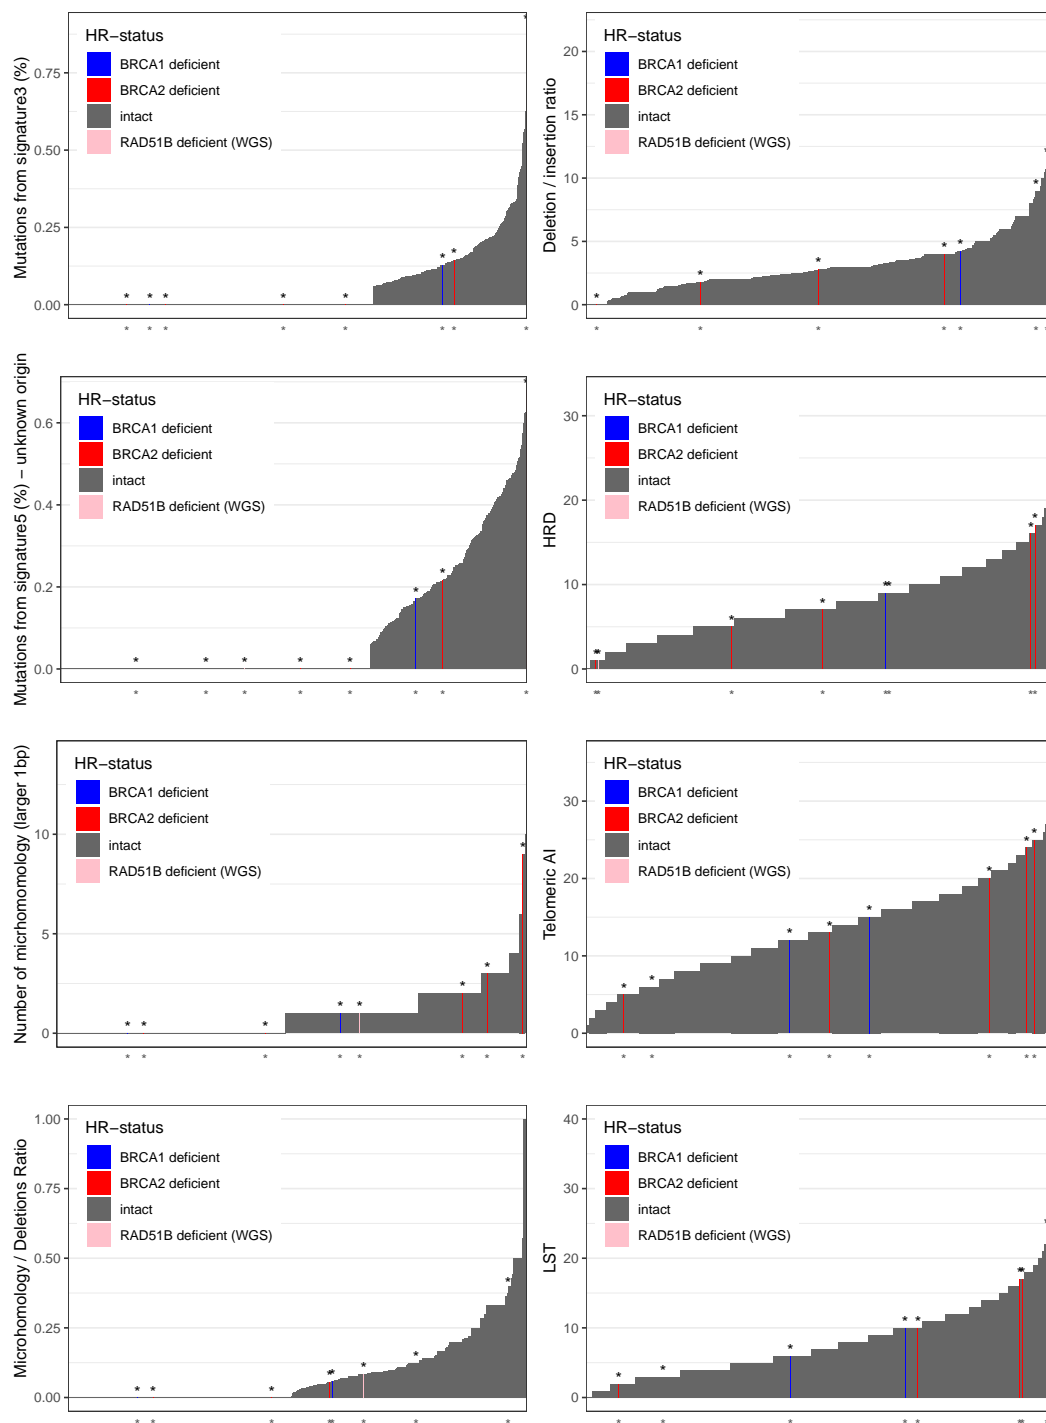 Mutations from signature3 (%)
0.75
0.50
0.25
0.00
HR−status
BRCA1 deficient
BRCA2 deficient
intact
RAD51B deficient (WGS)
* * * * * * * *
* * * * * * * *
Deletion / insertion ratio
20
15
10
5
0
HR−status
BRCA1 deficient
BRCA2 deficient
intact
RAD51B deficient (WGS)
* * * * * * *
* * * * * * *
Mutations from signature5 (%) − unknown origin
0.6
0.4
0.2
0.0
HR−status
BRCA1 deficient
BRCA2 deficient
intact
RAD51B deficient (WGS)
* * * * * * * *
* * * * * * * *
HRD
30
20
10
0
HR−status
BRCA1 deficient
BRCA2 deficient
intact
RAD51B deficient (WGS)
** * * ** * *
** * * ** **
Number of micrhomomology (larger 1bp)
10
5
0
HR−status
BRCA1 deficient
BRCA2 deficient
intact
RAD51B deficient (WGS)
* * * * * * * *
* * * * * * * *
Telomeric AI
30
20
10
0
HR−status
BRCA1 deficient
BRCA2 deficient
intact
RAD51B deficient (WGS)
* * * * * * * *
* * * * * * * *
Microhomology / Deletions Ratio
1.00
0.75
0.50
0.25
0.00
HR−status
BRCA1 deficient
BRCA2 deficient
intact
RAD51B deficient (WGS)
* * * ** * * *
* * * ** * * *
LST
40
30
20
10
0
HR−status
BRCA1 deficient
BRCA2 deficient
intact
RAD51B deficient (WGS)
* * * * * ** *
* * * * * ** *